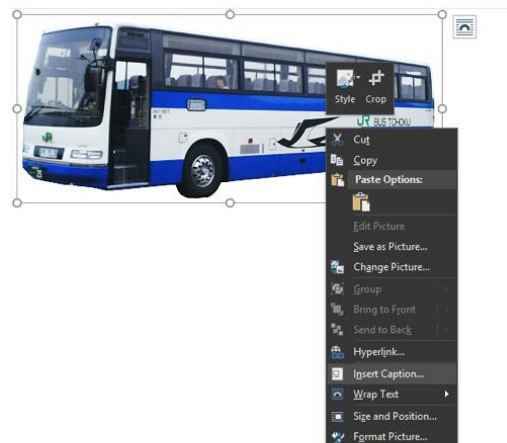 Style Crop
JR BUS TOHOKU
JR
Cut
Copy
Paste Options:
Edit Picture
Save as Picture...
Change Picture...
Group
Bring to Front
Send to Back
Hyperlink...
Insert Caption...
Wrap Text
Size and Position...
Format Picture...